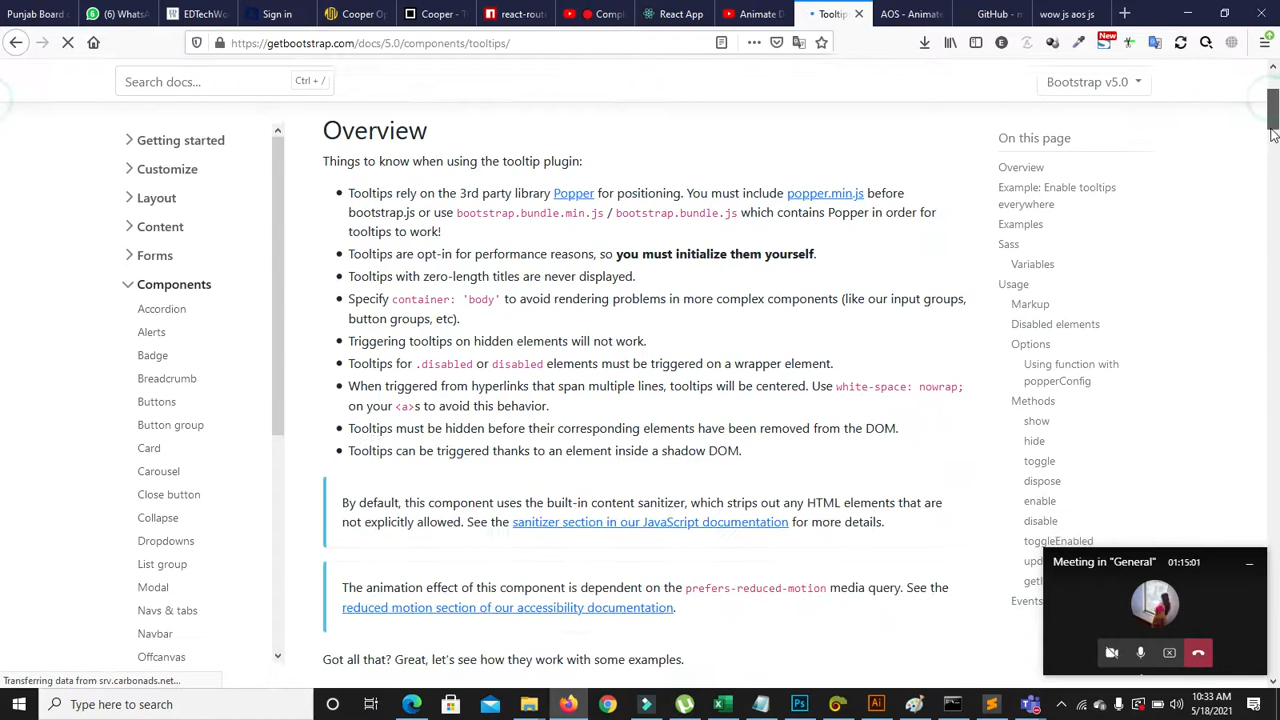 Punjab Board o
(6) WhatsA
EDTechWo
Sign in
Cooper Op
Cooper - T
react-route
Comple
React App
Animate D
Tooltip
AOS - Animate
GitHub - m
wow js aos js
https://getbootstrap.com/docs/5.0/components/tooltips/
New
Search docs...
Ctrl + /
Bootstrap v5.0
Getting started
Customize
Layout
Content
Forms
Components
Accordion
Alerts
Badge
Breadcrumb
Buttons
Button group
Card
Carousel
Close button
Collapse
Dropdowns
List group
Modal
Navs & tabs
Navbar
Offcanvas
Overview
Things to know when using the tooltip plugin:
Tooltips rely on the 3rd party library Popper for positioning. You must include popper.min.js before
bootstrap.js or use bootstrap.bundle.min.js / bootstrap.bundle.js which contains Popper in order for
tooltips to work!
Tooltips are opt-in for performance reasons, so you must initialize them yourself.
Tooltips with zero-length titles are never displayed.
Specify container: 'body' to avoid rendering problems in more complex components (like our input groups,
button groups, etc).
Triggering tooltips on hidden elements will not work.
Tooltips for .disabled or disabled elements must be triggered on a wrapper element.
When triggered from hyperlinks that span multiple lines, tooltips will be centered. Use white-space: nowrap;
on your <a>s to avoid this behavior.
Tooltips must be hidden before their corresponding elements have been removed from the DOM.
Tooltips can be triggered thanks to an element inside a shadow DOM.
By default, this component uses the built-in content sanitizer, which strips out any HTML elements that are
not explicitly allowed. See the sanitizer section in our JavaScript documentation for more details.
The animation effect of this component is dependent on the prefers-reduced-motion media query. See the
reduced motion section of our accessibility documentation.
Got all that? Great, let's see how they work with some examples.
On this page
Overview
Example: Enable tooltips
everywhere
Examples
Sass
Variables
Usage
Markup
Disabled elements
Options
Using function with
popperConfig
Methods
show
hide
toggle
dispose
enable
disable
toggleEnabled
upd
getI
Events
Meeting in "General"
01:15:01
Transferring data from srv.carbonads.net...
Type here to search
10:33 AM
5/18/2021